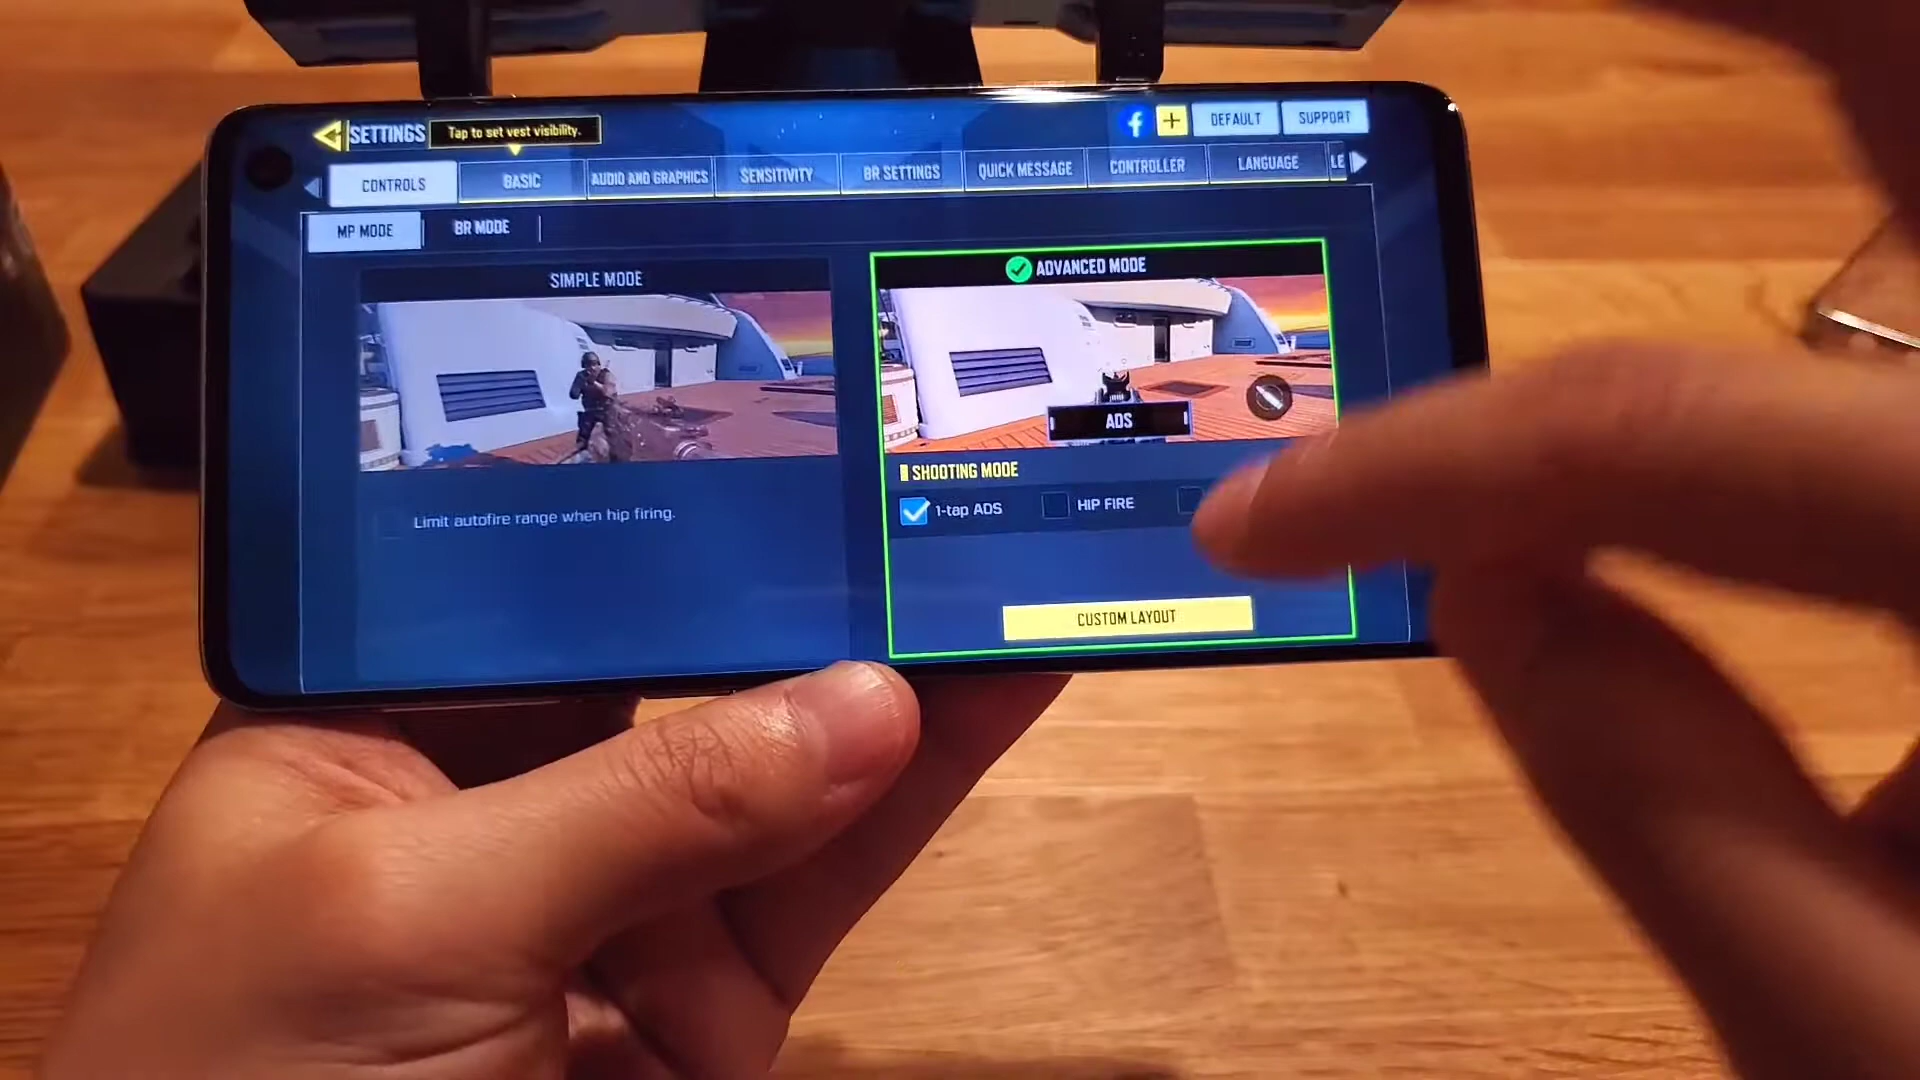 SETTINGS
Tap to set vest visibility.
f
+
DEFAULT
SUPPORT
CONTROLS
BASIC
AUDIO AND GRAPHICS
SENSITIVITY
BR SETTINGS
QUICK MESSAGE
CONTROLLER
LANGUAGE
LE
MP MODE
BR MODE
SIMPLE MODE
ADVANCED MODE
ADS
SHOOTING MODE
Limit autofire range when hip firing.
1-tap ADS
HIP FIRE
CUSTOM LAYOUT